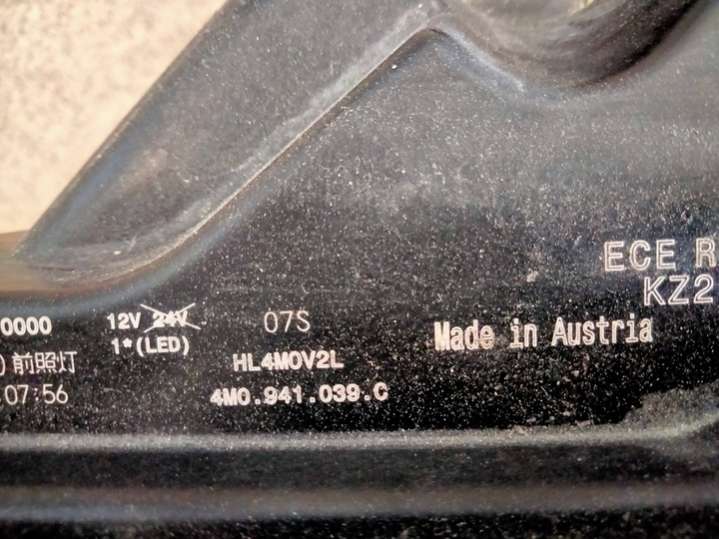 ECE R
KZ2
0000
12V 24V
07S
1*(LED)
Made in Austria
)前照灯
HL4M0V2L
.07:56
4M0.941.039.C